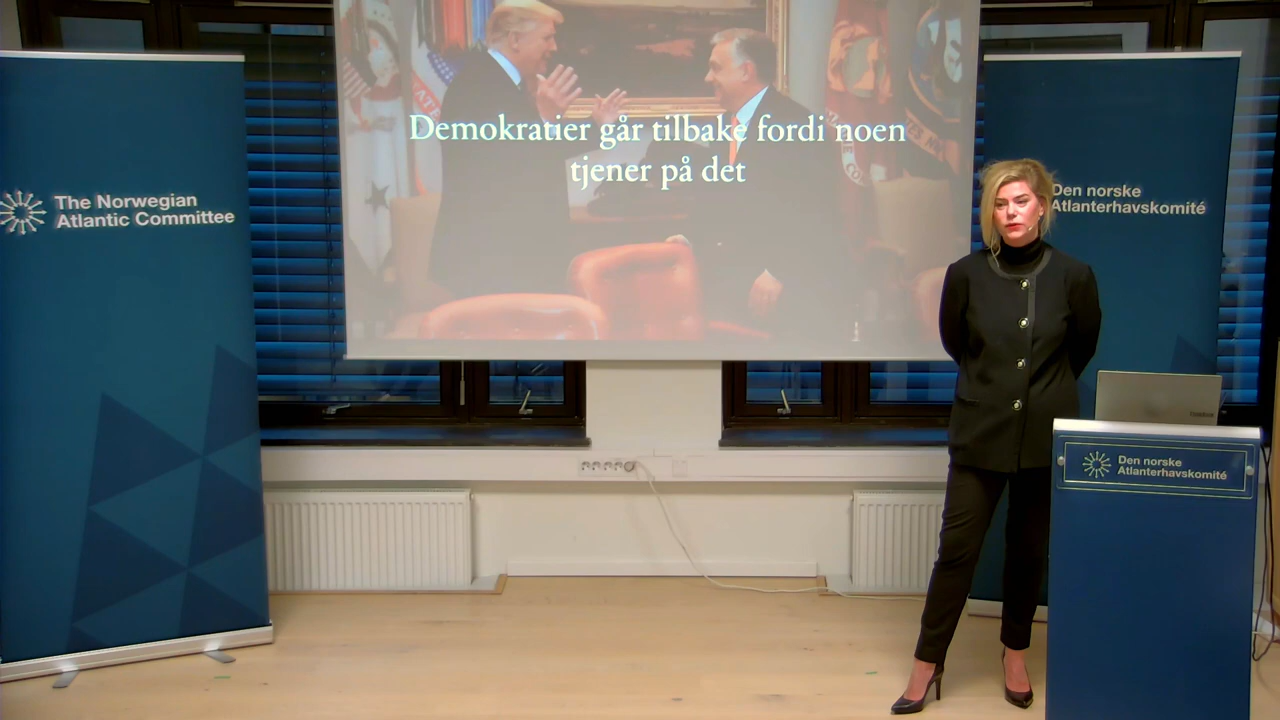 The Norwegian
Atlantic Committee
Demokratier går tilbake fordi noen
tjener på det
Den norske
Atlanterhavskomité
Den norske
Atlanterhavskomité